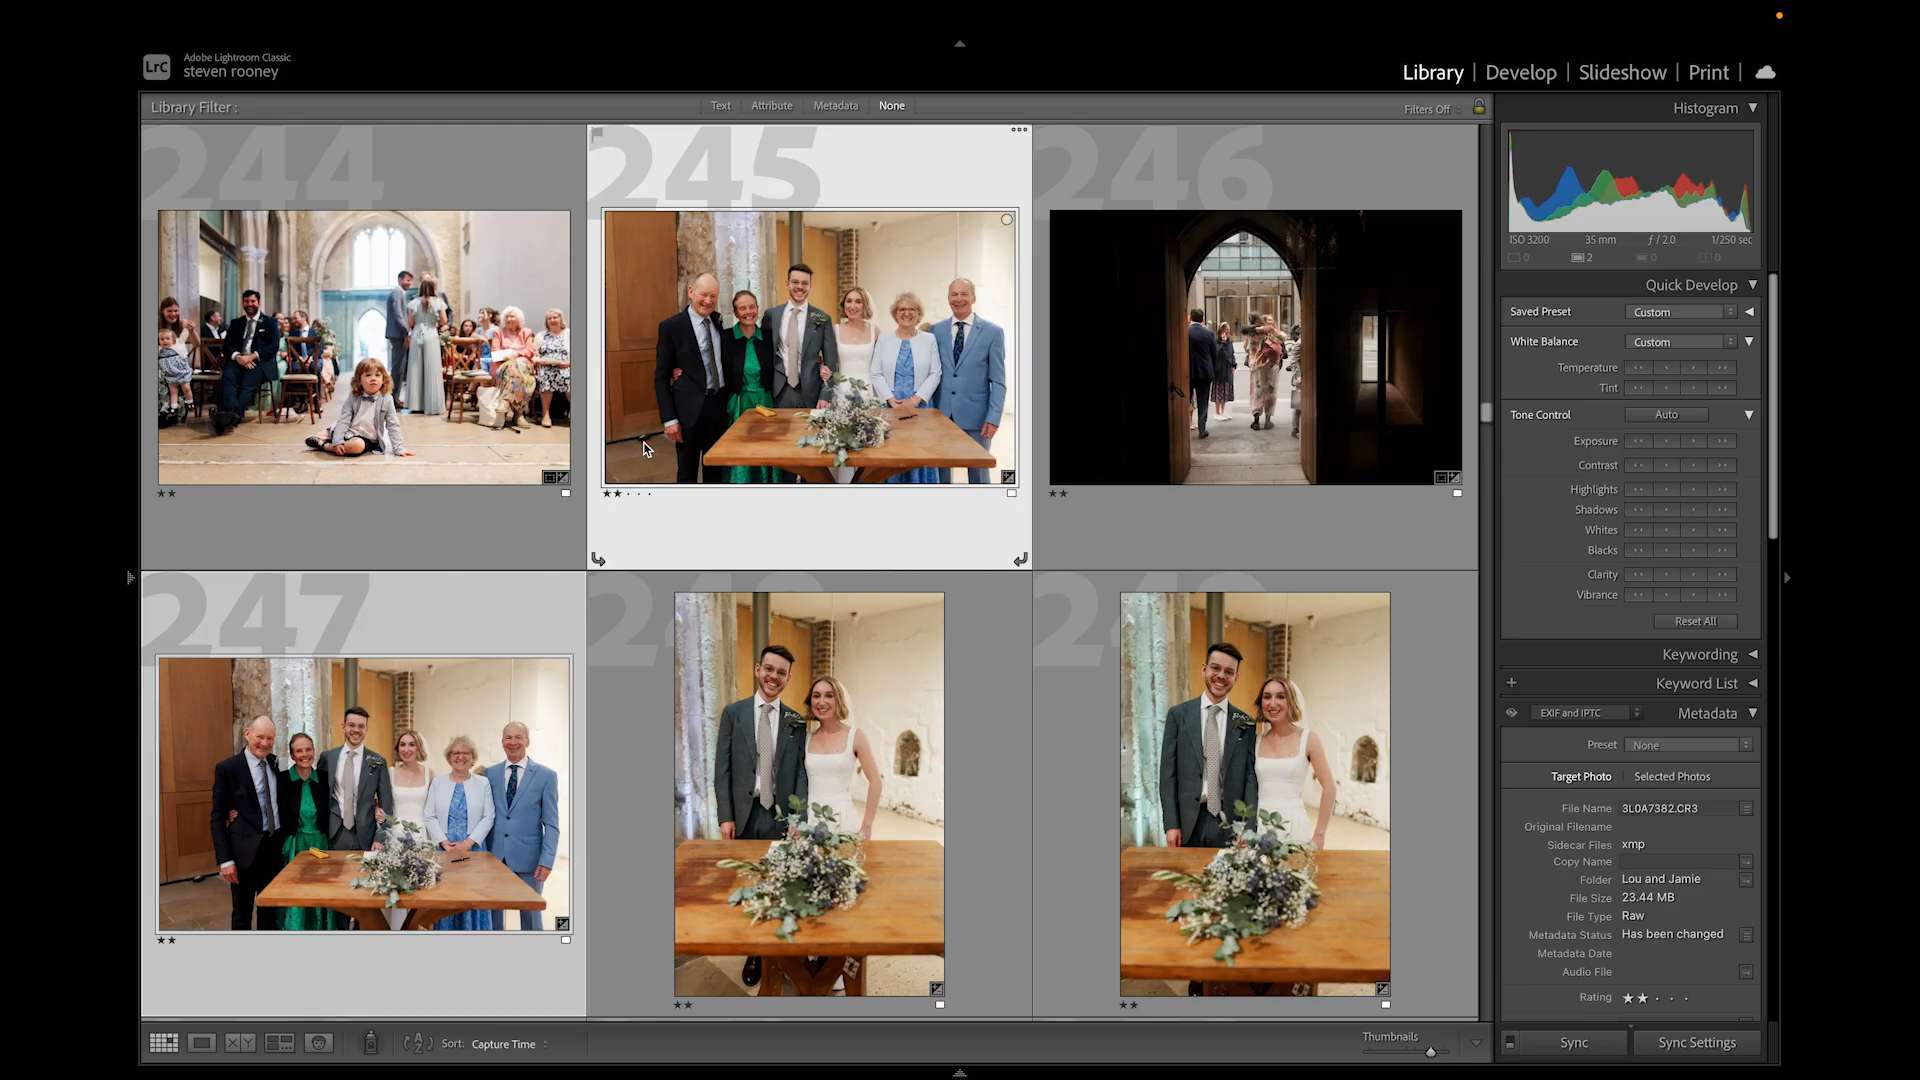 LrC
Adobe Lightroom Classic
steven rooney
Library | Develop | Slideshow | Print |
Library Filter :
Text Attribute Metadata None
Filters Off
Histogram
244
245
246
ISO 3200 35 mm ƒ / 2.0 1/250 sec
0 2 0 0
Quick Develop
Saved Preset Custom
White Balance Custom
Temperature
Tint
Tone Control Auto
Exposure
Contrast
Highlights
Shadows
Whites
Blacks
Clarity
Vibrance
Reset All
247
Keywording
Keyword List
EXIF and IPTC Metadata
Preset None
Target Photo Selected Photos
File Name 3L0A7382.CR3
Original Filename
Sidecar Files xmp
Copy Name
Folder Lou and Jamie
File Size 23.44 MB
File Type Raw
Metadata Status Has been changed
Metadata Date
Audio File
Rating ★★ . . .
XY
Sort: Capture Time
Thumbnails
Sync Sync Settings